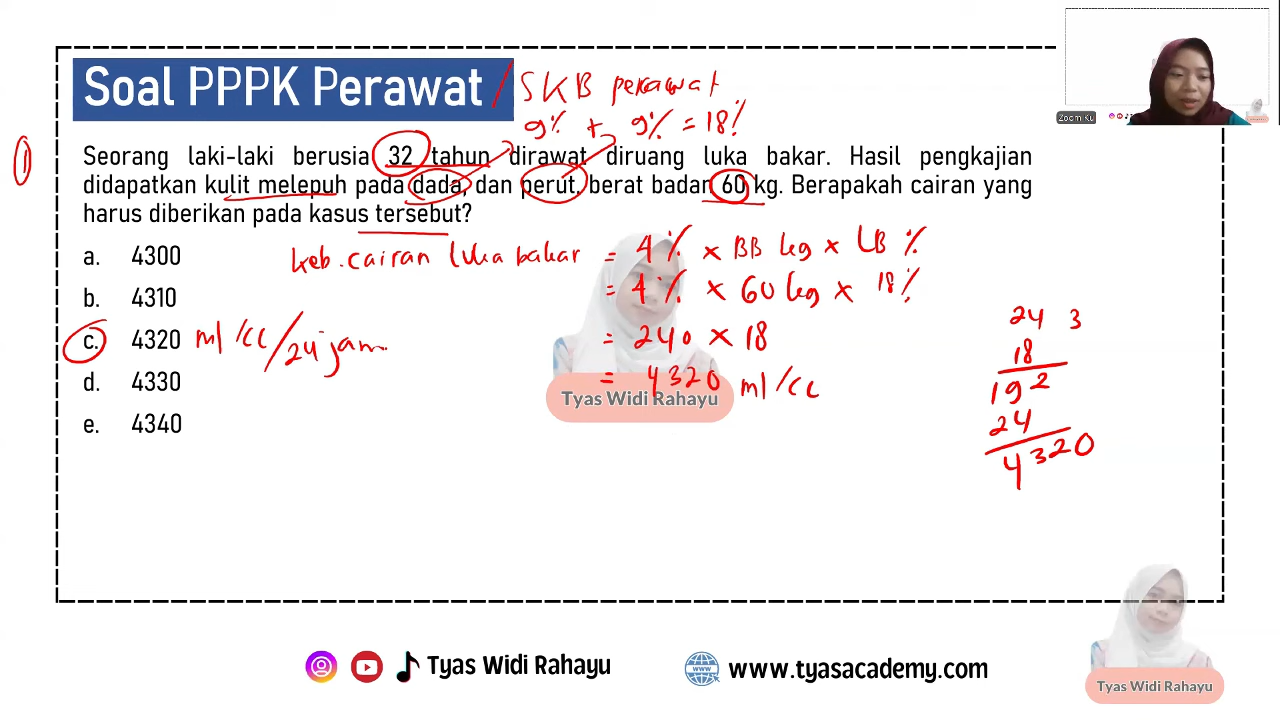 Soal PPPK Perawat / SKB perawat
9% + 9% = 18%
1
Seorang laki-laki berusia 32 tahun dirawat diruang luka bakar. Hasil pengkajian
didapatkan kulit melepuh pada dada, dan perut, berat badan 60 kg. Berapakah cairan yang
harus diberikan pada kasus tersebut?
a. 4300
b. 4310
c. 4320 ml/cc/24 jam
d. 4330
e. 4340
keb. cairan luka bakar = 4% x BB kg x LB %
= 4% x 60 kg x 18%
= 240 x 18
= 4320 ml/cc
24 3
18
192
24
4320
Zoom Ku
Tyas Widi Rahayu
Tyas Widi Rahayu
Tyas Widi Rahayu
www.tyasacademy.com